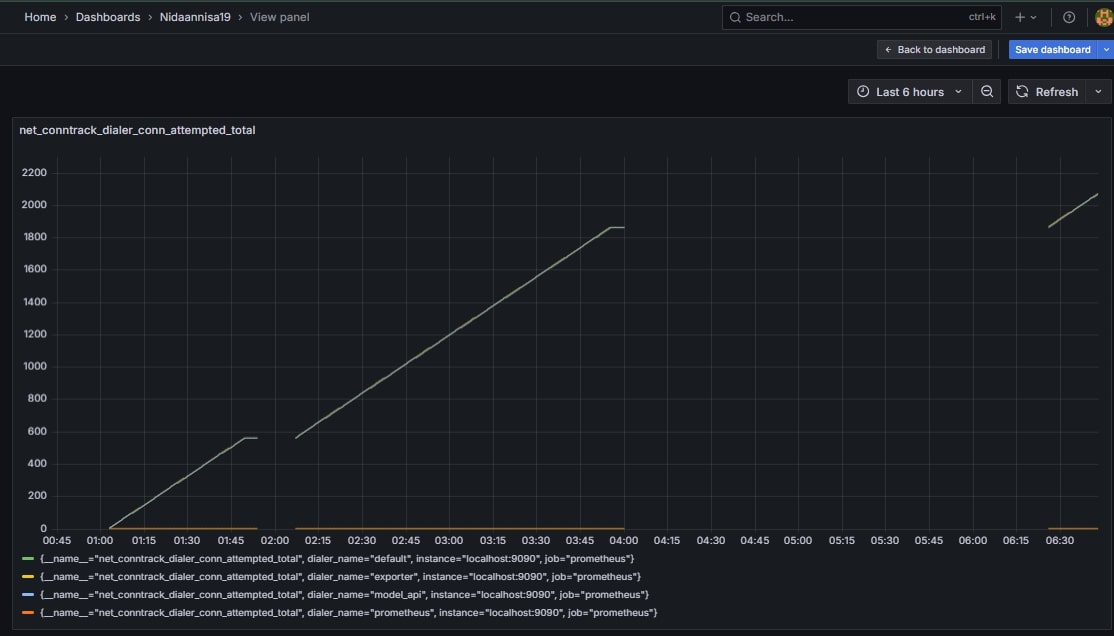 Home > Dashboards > Nidaannisa19 > View panel
Search... ctrl+k
Back to dashboard Save dashboard
Last 6 hours Refresh
net_conntrack_dialer_conn_attempted_total
2200
2000
1800
1600
1400
1200
1000
800
600
400
200
0
00:45 01:00 01:15 01:30 01:45 02:00 02:15 02:30 02:45 03:00 03:15 03:30 03:45 04:00 04:15 04:30 04:45 05:00 05:15 05:30 05:45 06:00 06:15 06:30
{__name__="net_conntrack_dialer_conn_attempted_total", dialer_name="default", instance="localhost:9090", job="prometheus"}
{__name__="net_conntrack_dialer_conn_attempted_total", dialer_name="exporter", instance="localhost:9090", job="prometheus"}
{__name__="net_conntrack_dialer_conn_attempted_total", dialer_name="model_api", instance="localhost:9090", job="prometheus"}
{__name__="net_conntrack_dialer_conn_attempted_total", dialer_name="prometheus", instance="localhost:9090", job="prometheus"}